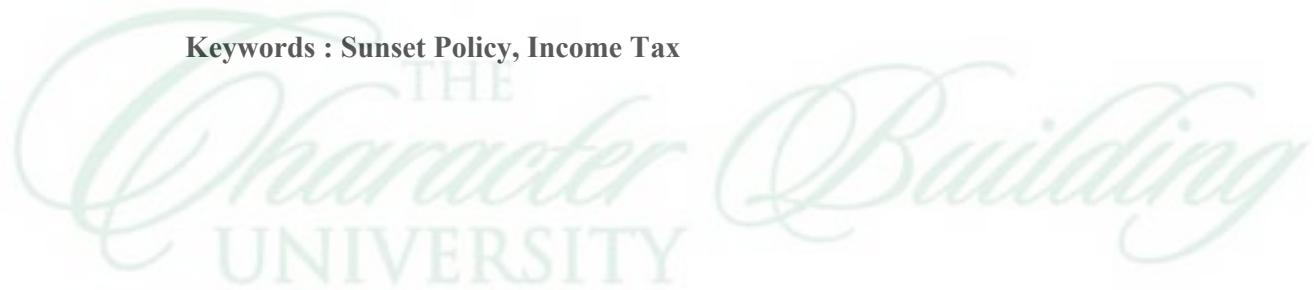 Keywords : Sunset Policy, Income Tax
THE
Character Building
UNIVERSITY